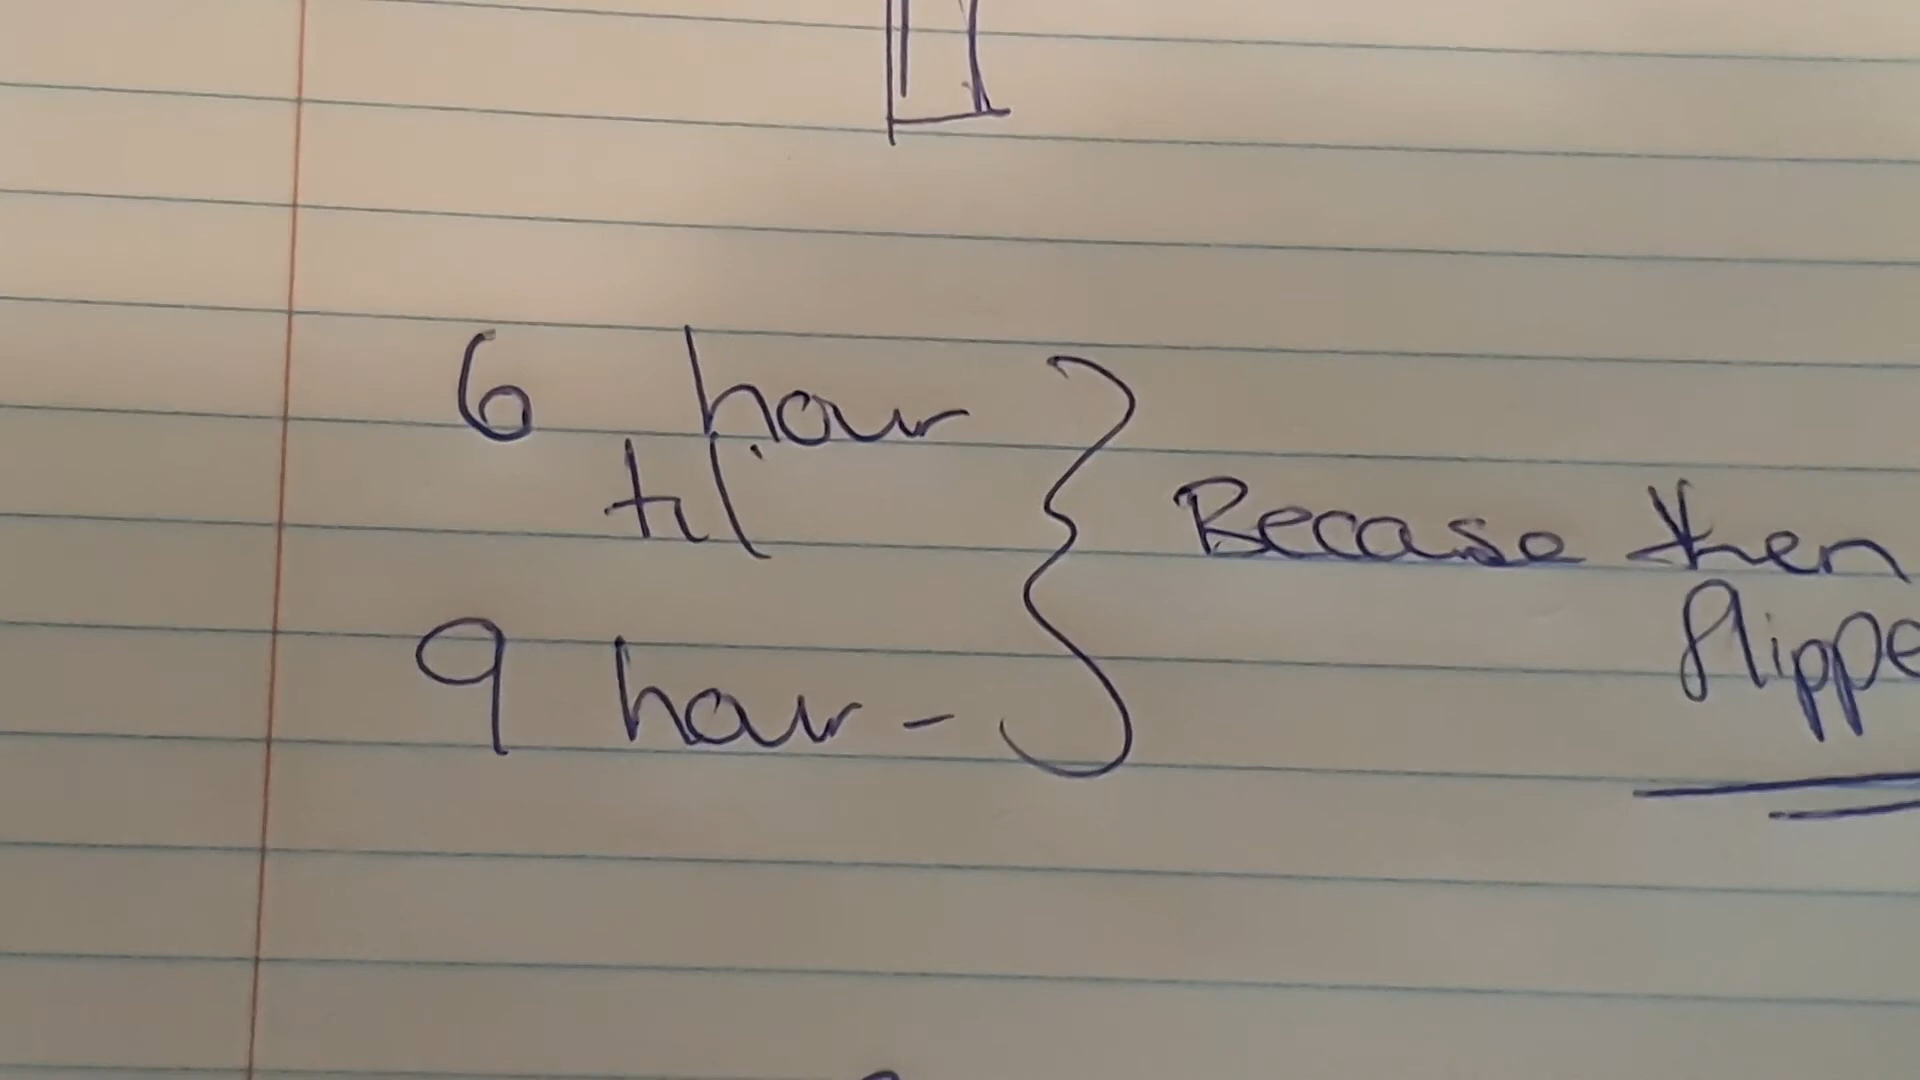 6 hour
til
9 hour -
Becase then
flippe